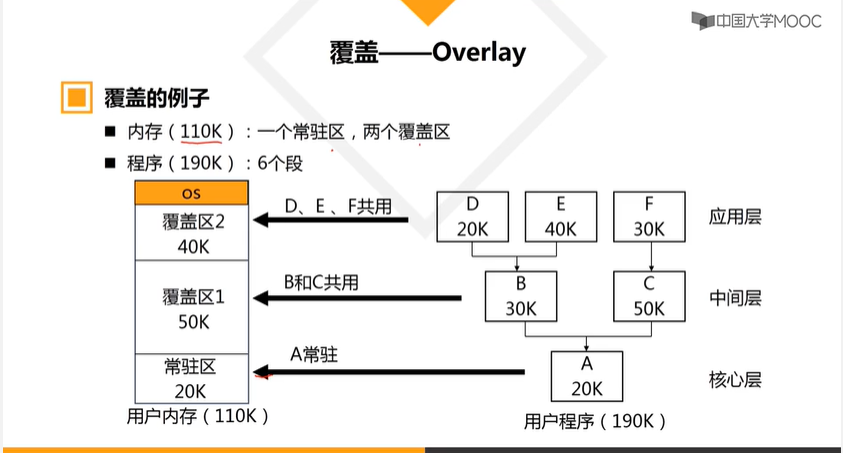 中国大学MOOC
覆盖——Overlay
覆盖的例子
内存（110K）：一个常驻区，两个覆盖区
程序（190K）：6个段
OS
覆盖区2
40K
覆盖区1
50K
常驻区
20K
用户内存（110K）
D、E 、F共用
B和C共用
A常驻
D
20K
E
40K
F
30K
应用层
B
30K
C
50K
中间层
A
20K
核心层
用户程序（190K）